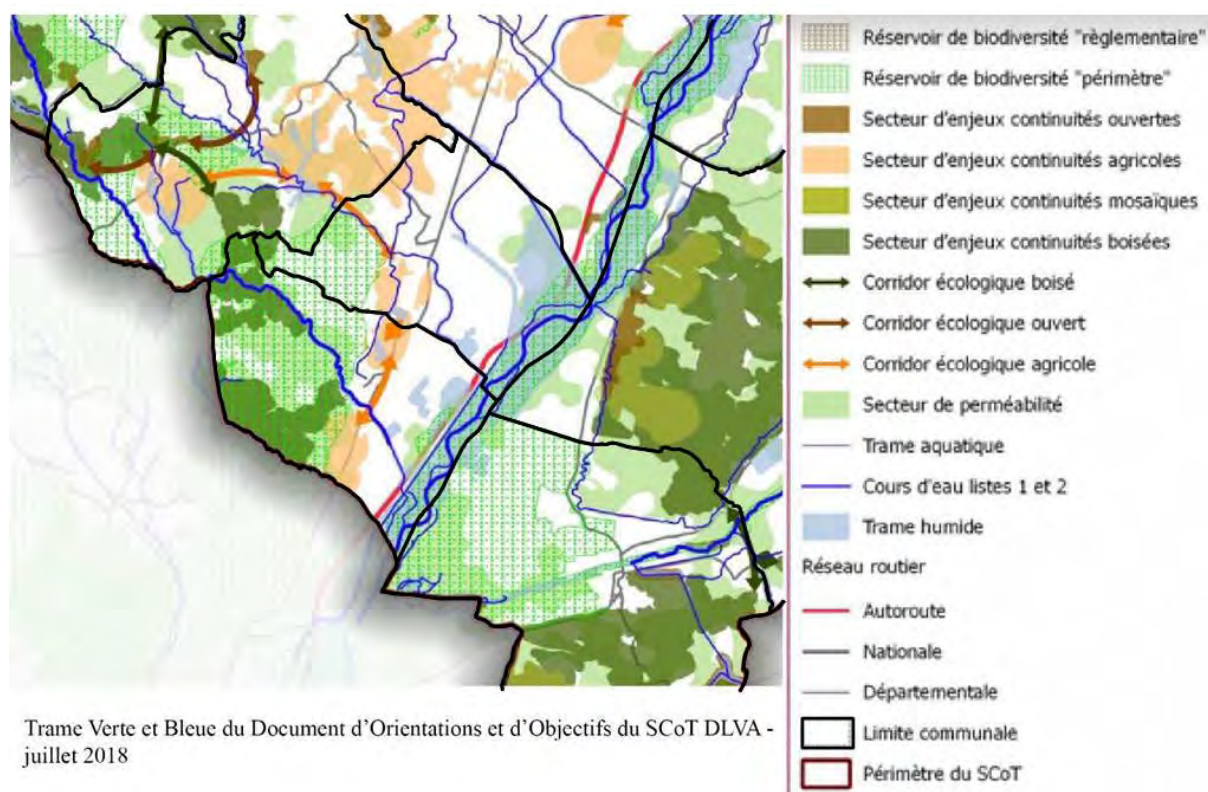 Réservoir de biodiversité "règlementaire"
Réservoir de biodiversité "périmètre"
Secteur d'enjeux continuités ouvertes
Secteur d'enjeux continuités agricoles
Secteur d'enjeux continuités mosaïques
Secteur d'enjeux continuités boisées
Corridor écologique boisé
Corridor écologique ouvert
Corridor écologique agricole
Secteur de perméabilité
Trame aquatique
Cours d'eau listes 1 et 2
Trame humide
Réseau routier
Autoroute
Nationale
Départementale
Limite communale
Périmètre du SCoT
Trame Verte et Bleue du Document d'Orientations et d'Objectifs du SCoT DLVA -
juillet 2018